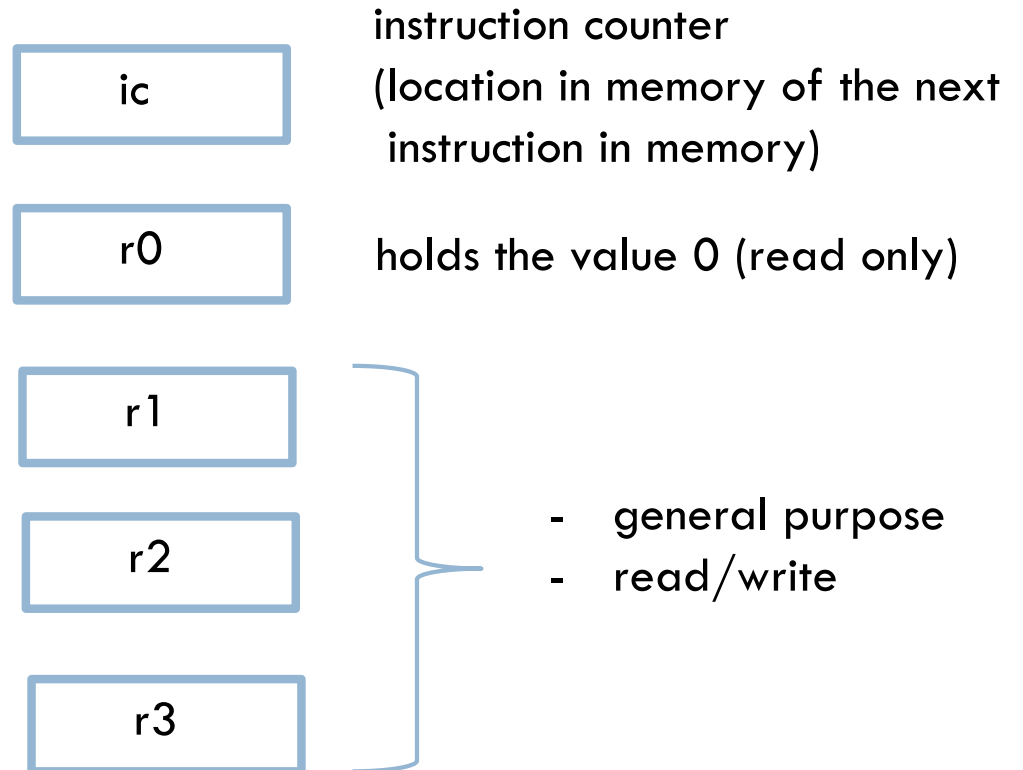 instruction counter
ic
(location in memory of the next
instruction in memory)
r0
holds the value 0 (read only)
r1
- general purpose
r2
- read/write
r3